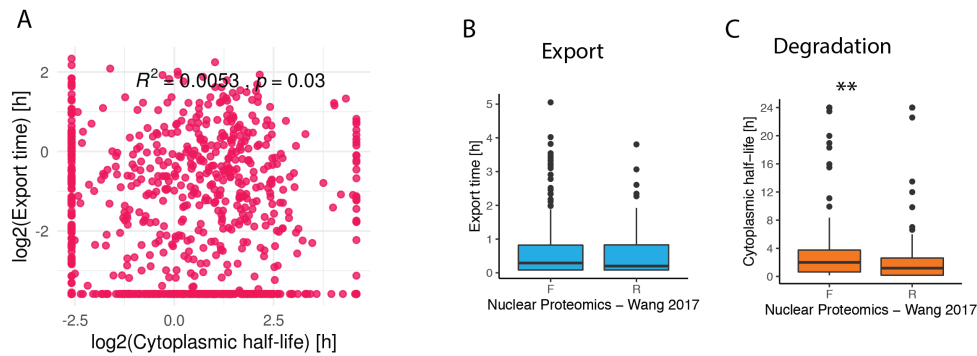 A
R² = 0.0053 , p = 0.03
log2(Export time) [h]
2
0
-2
-2.5
0.0
2.5
log2(Cytoplasmic half-life) [h]
B
Export
Export time [h]
5
4
3
2
1
0
F
R
Nuclear Proteomics – Wang 2017
C
Degradation
**
Cytoplasmic half–life [h]
24
20
16
12
8
4
0
F
R
Nuclear Proteomics – Wang 2017